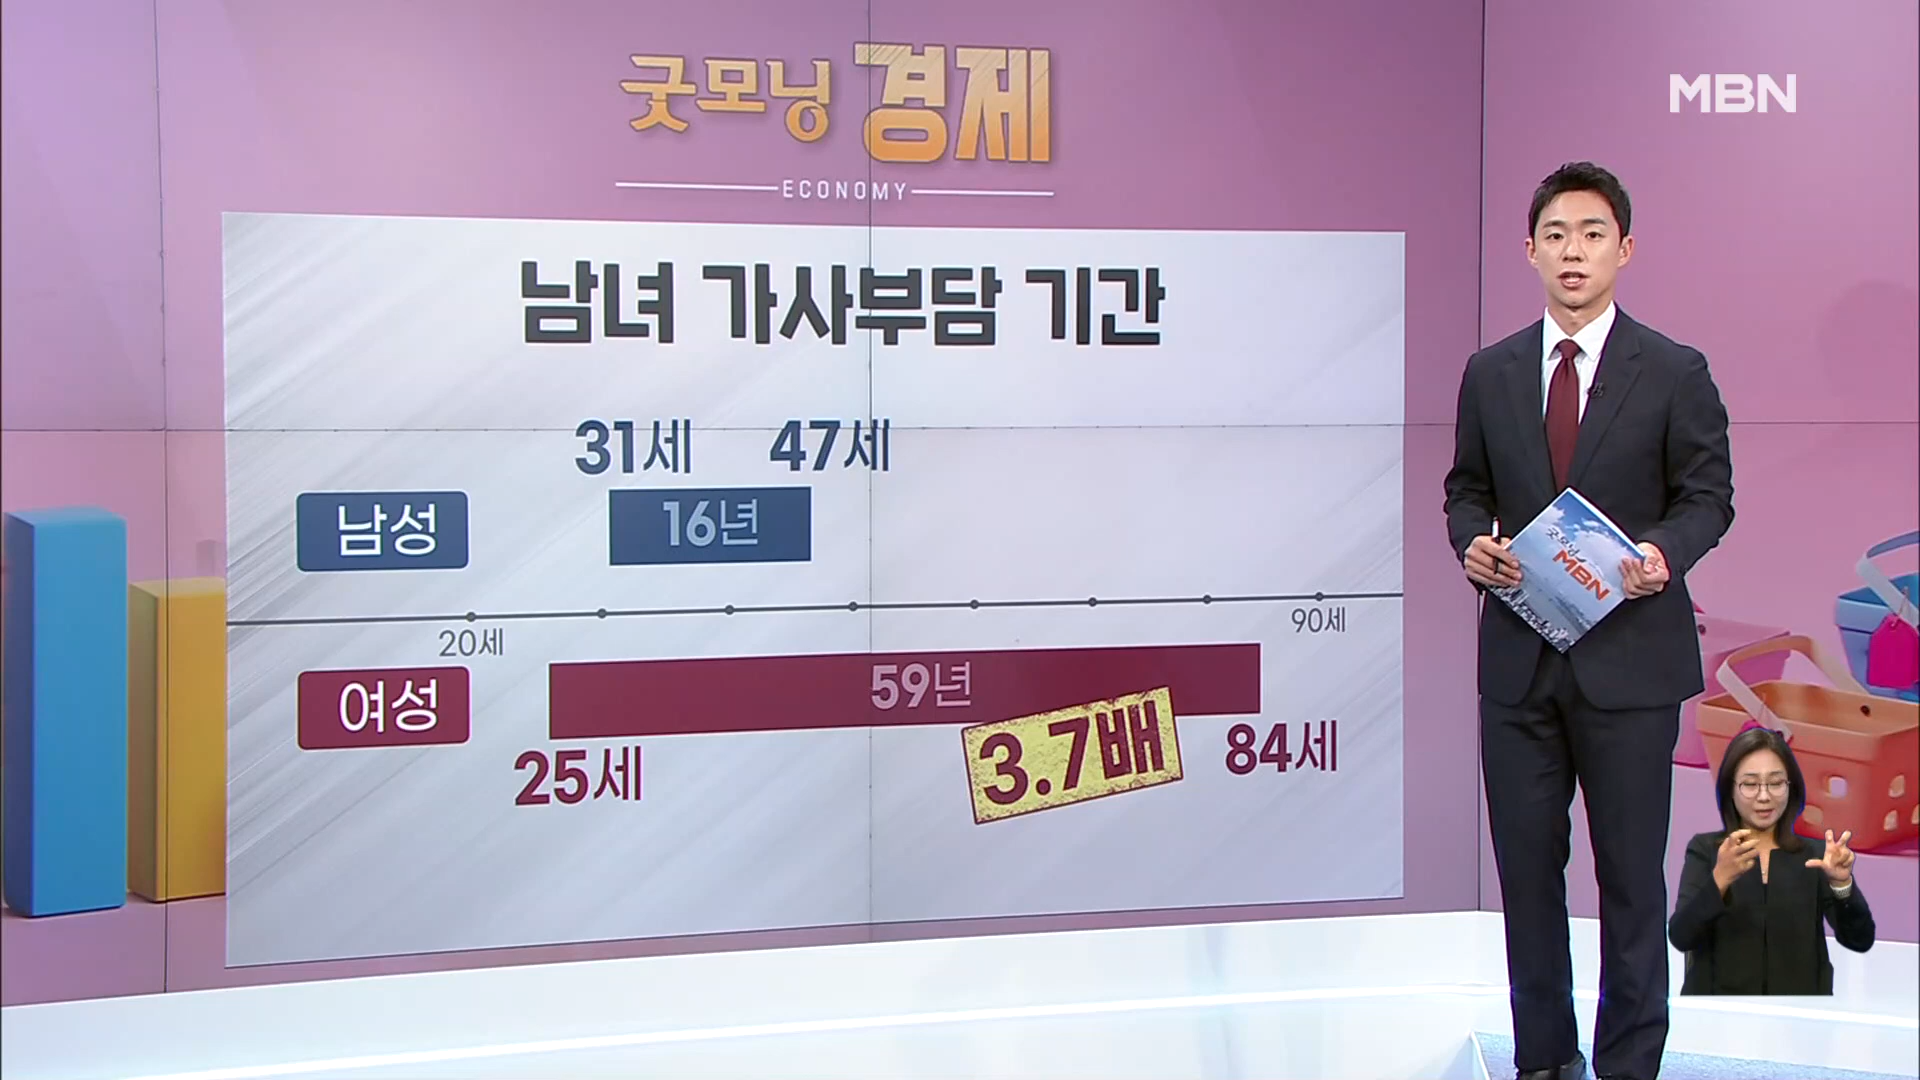 굿모닝 경제
ECONOMY
MBN
남녀 가사부담 기간
31세 47세
남성
16년
20세
90세
여성
59년
25세
3.7배
84세
굿모닝
MBN